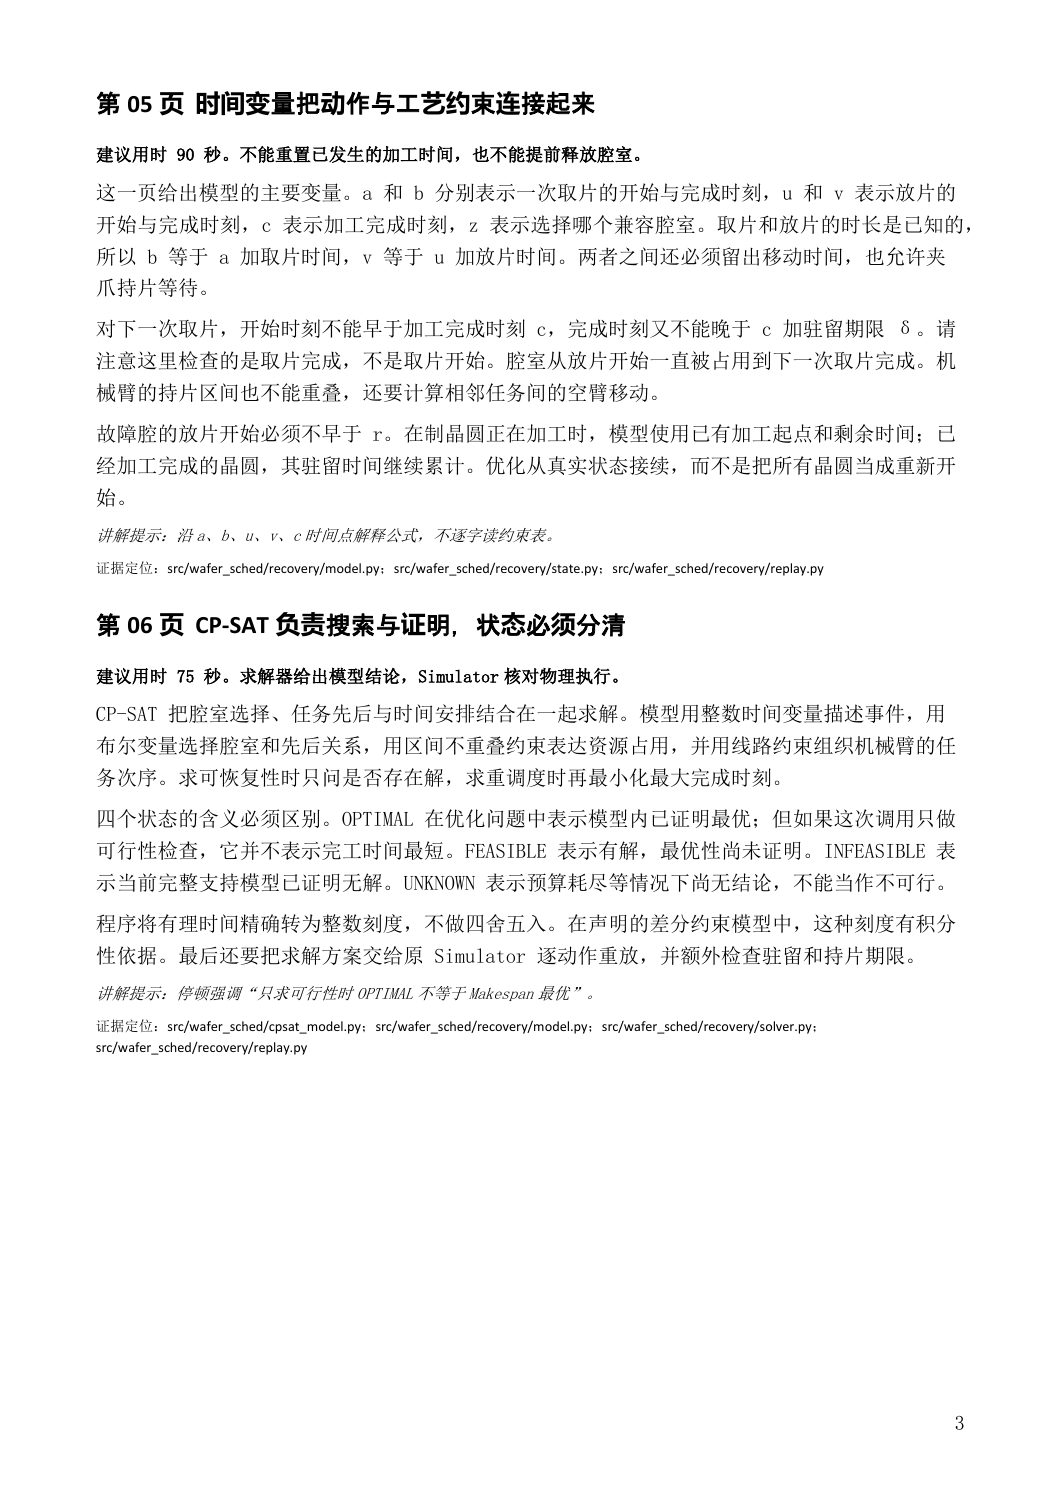 第 05 页 时间变量把动作与工艺约束连接起来
建议用时 90 秒。不能重置已发生的加工时间，也不能提前释放腔室。
这一页给出模型的主要变量。a 和 b 分别表示一次取片的开始与完成时刻，u 和 v 表示放片的
开始与完成时刻，c 表示加工完成时刻，z 表示选择哪个兼容腔室。取片和放片的时长是已知的，
所以 b 等于 a 加取片时间，v 等于 u 加放片时间。两者之间还必须留出移动时间，也允许夹
爪持片等待。
对下一次取片，开始时刻不能早于加工完成时刻 c，完成时刻又不能晚于 c 加驻留期限 δ。请
注意这里检查的是取片完成，不是取片开始。腔室从放片开始一直被占用到下一次取片完成。机
械臂的持片区间也不能重叠，还要计算相邻任务间的空臂移动。
故障腔的放片开始必须不早于 r。在制晶圆正在加工时，模型使用已有加工起点和剩余时间；已
经加工完成的晶圆，其驻留时间继续累计。优化从真实状态接续，而不是把所有晶圆当成重新开
始。
讲解提示：沿 a、b、u、v、c 时间点解释公式，不逐字读约束表。
证据定位：src/wafer_sched/recovery/model.py；src/wafer_sched/recovery/state.py；src/wafer_sched/recovery/replay.py
第 06 页 CP-SAT 负责搜索与证明，状态必须分清
建议用时 75 秒。求解器给出模型结论，Simulator 核对物理执行。
CP-SAT 把腔室选择、任务先后与时间安排结合在一起求解。模型用整数时间变量描述事件，用
布尔变量选择腔室和先后关系，用区间不重叠约束表达资源占用，并用线路约束组织机械臂的任
务次序。求可恢复性时只问是否存在解，求重调度时再最小化最大完成时刻。
四个状态的含义必须区别。OPTIMAL 在优化问题中表示模型内已证明最优；但如果这次调用只做
可行性检查，它并不表示完工时间最短。FEASIBLE 表示有解，最优性尚未证明。INFEASIBLE 表
示当前完整支持模型已证明无解。UNKNOWN 表示预算耗尽等情况下尚无结论，不能当作不可行。
程序将有理时间精确转为整数刻度，不做四舍五入。在声明的差分约束模型中，这种刻度有积分
性依据。最后还要把求解方案交给原 Simulator 逐动作重放，并额外检查驻留和持片期限。
讲解提示：停顿强调“只求可行性时 OPTIMAL 不等于 Makespan 最优”。
证据定位：src/wafer_sched/cpsat_model.py；src/wafer_sched/recovery/model.py；src/wafer_sched/recovery/solver.py；
src/wafer_sched/recovery/replay.py
3